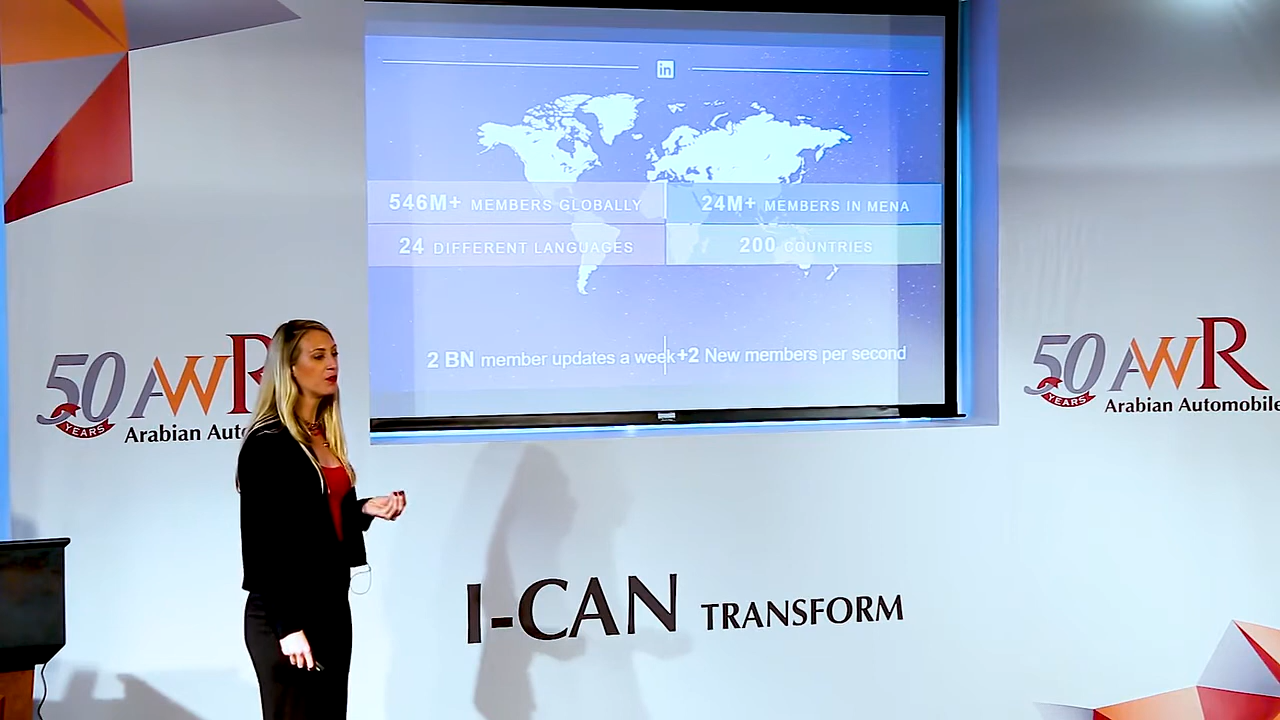 in
546M+ MEMBERS GLOBALLY
24M+ MEMBERS IN MENA
24 DIFFERENT LANGUAGES
200 COUNTRIES
2 BN member updates a week
+2 New members per second
50 YEARS
AWR
Arabian Auto
50 YEARS
AWR
Arabian Automobile
I-CAN TRANSFORM